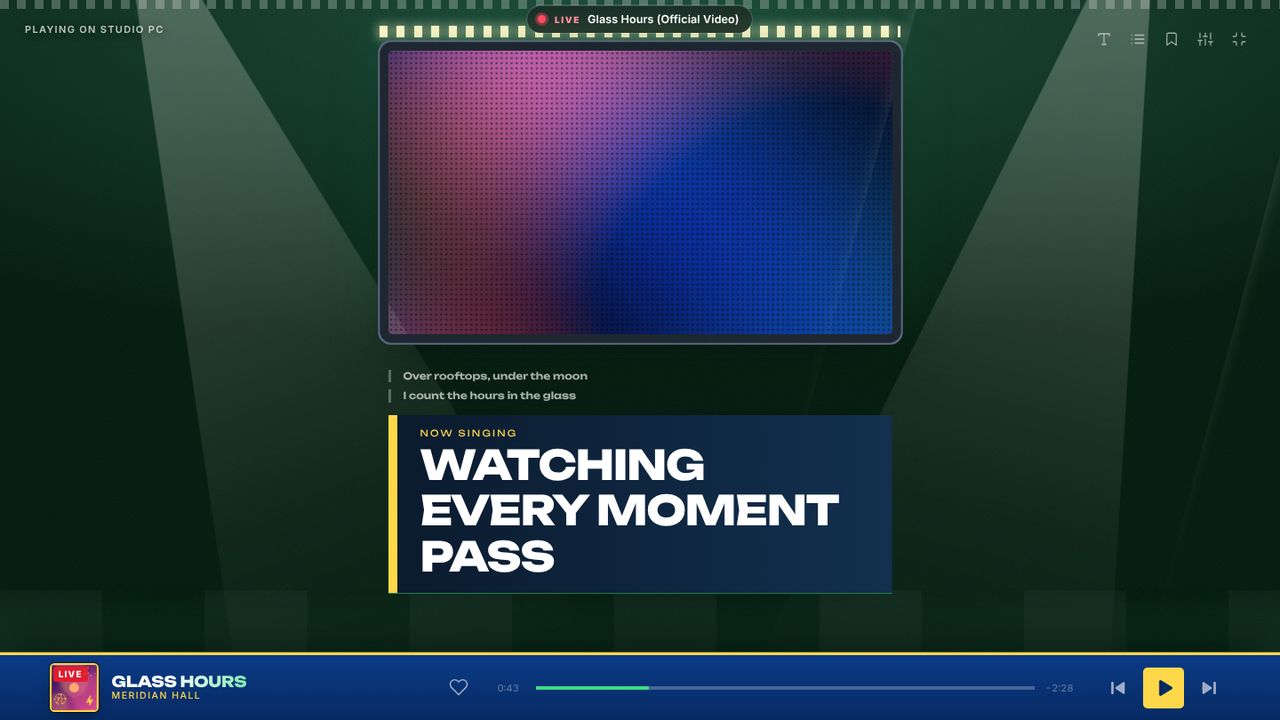 PLAYING ON STUDIO PC
LIVE Glass Hours (Official Video)
Over rooftops, under the moon
I count the hours in the glass
NOW SINGING
WATCHING
EVERY MOMENT
PASS
LIVE
GLASS HOURS
MERIDIAN HALL
0:43
-2:28